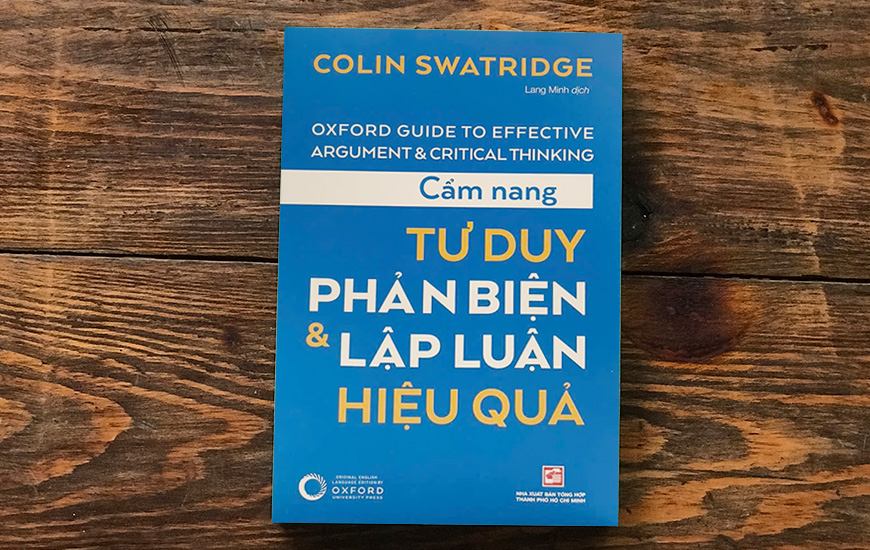 COLIN SWATRIDGE
Lang Minh dịch
OXFORD GUIDE TO EFFECTIVE
ARGUMENT & CRITICAL THINKING
Cẩm nang
TƯ DUY
PHẢN BIỆN
& LẬP LUẬN
HIỆU QUẢ
ORIGINAL ENGLISH
LANGUAGE EDITION BY
OXFORD
UNIVERSITY PRESS
NHÀ XUẤT BẢN TỔNG HỢP
THÀNH PHỐ HỒ CHÍ MINH